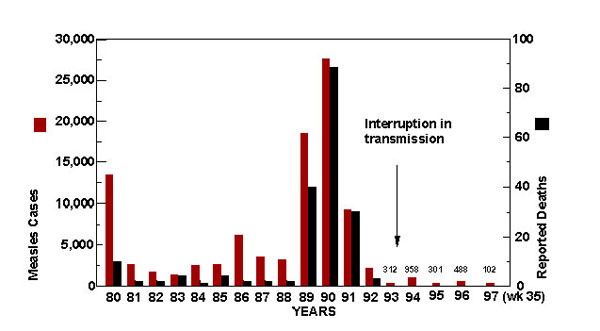 30,000
25,000
20,000
15,000
10,000
5,000
0
Measles Cases
100
80
60
40
20
0
Reported Deaths
Interruption in
transmission
312 958 301 488 102
80 81 82 83 84 85 86 87 88 89 90 91 92 93 94 95 96 97 (wk 35)
YEARS